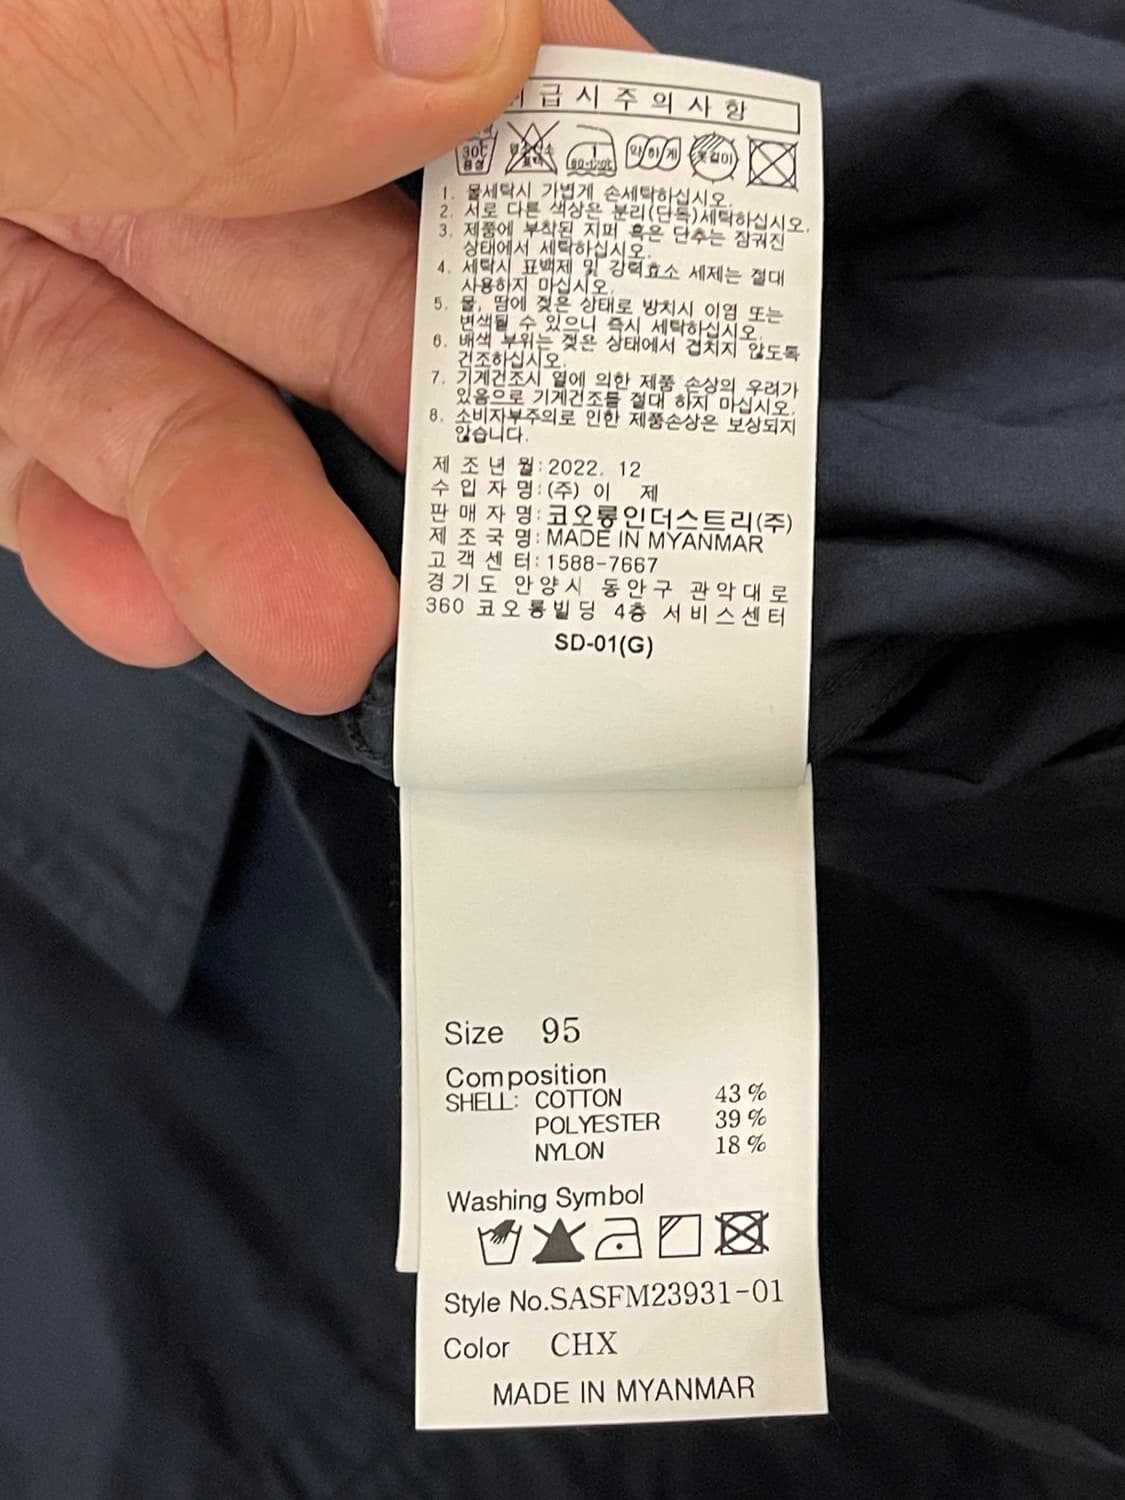 급시주의사항
30℃
80~120℃
약하게
옷걸이
1. 물세탁시 가볍게 손세탁하십시오.
2. 서로 다른 색상은 분리(단독)세탁하십시오.
3. 제품에 부착된 지퍼 혹은 단추는 잠궈진
상태에서 세탁하십시오.
4. 세탁시 표백제 및 강력효소 세제는 절대
사용하지 마십시오.
5. 물, 땀에 젖은 상태로 방치시 이염 또는
변색될 수 있으니 즉시 세탁하십시오.
6. 배색 부위는 젖은 상태에서 겹치지 않도록
건조하십시오.
7. 기계건조시 열에 의한 제품 손상의 우려가
있음으로 기계건조를 절대 하지 마십시오.
8. 소비자부주의로 인한 제품손상은 보상되지
않습니다.
제 조 년 월: 2022. 12
수 입 자 명: (주) 이 제
판 매 자 명: 코오롱인더스트리(주)
제 조 국 명: MADE IN MYANMAR
고 객 센 터: 1588-7667
경기도 안양시 동안구 관악대로
360 코오롱빌딩 4층 서비스센터
SD-01(G)
Size 95
Composition
SHELL: COTTON 43 %
POLYESTER 39 %
NYLON 18 %
Washing Symbol
Style No. SASFM23931-01
Color CHX
MADE IN MYANMAR